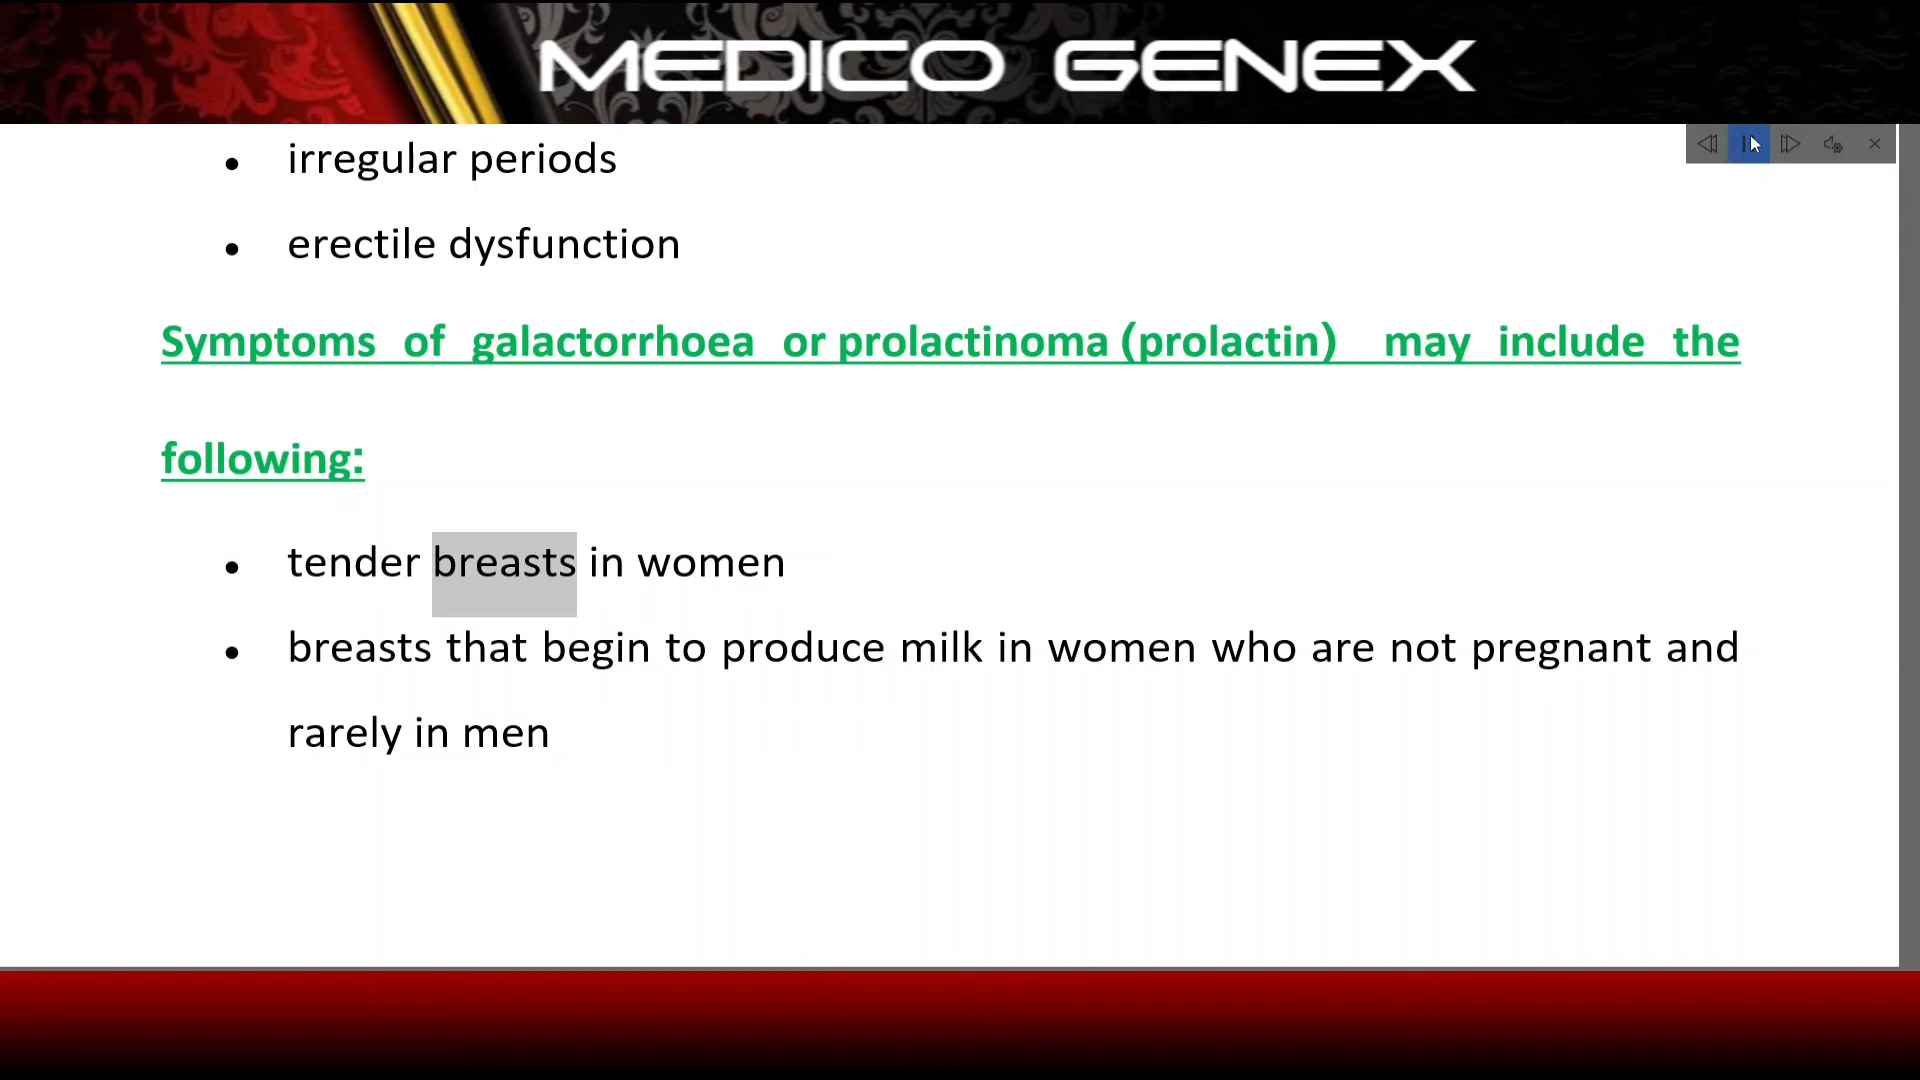 MEDICO GENEX
• irregular periods
• erectile dysfunction
Symptoms of galactorrhoea or prolactinoma (prolactin) may include the
following:
• tender breasts in women
• breasts that begin to produce milk in women who are not pregnant and
rarely in men